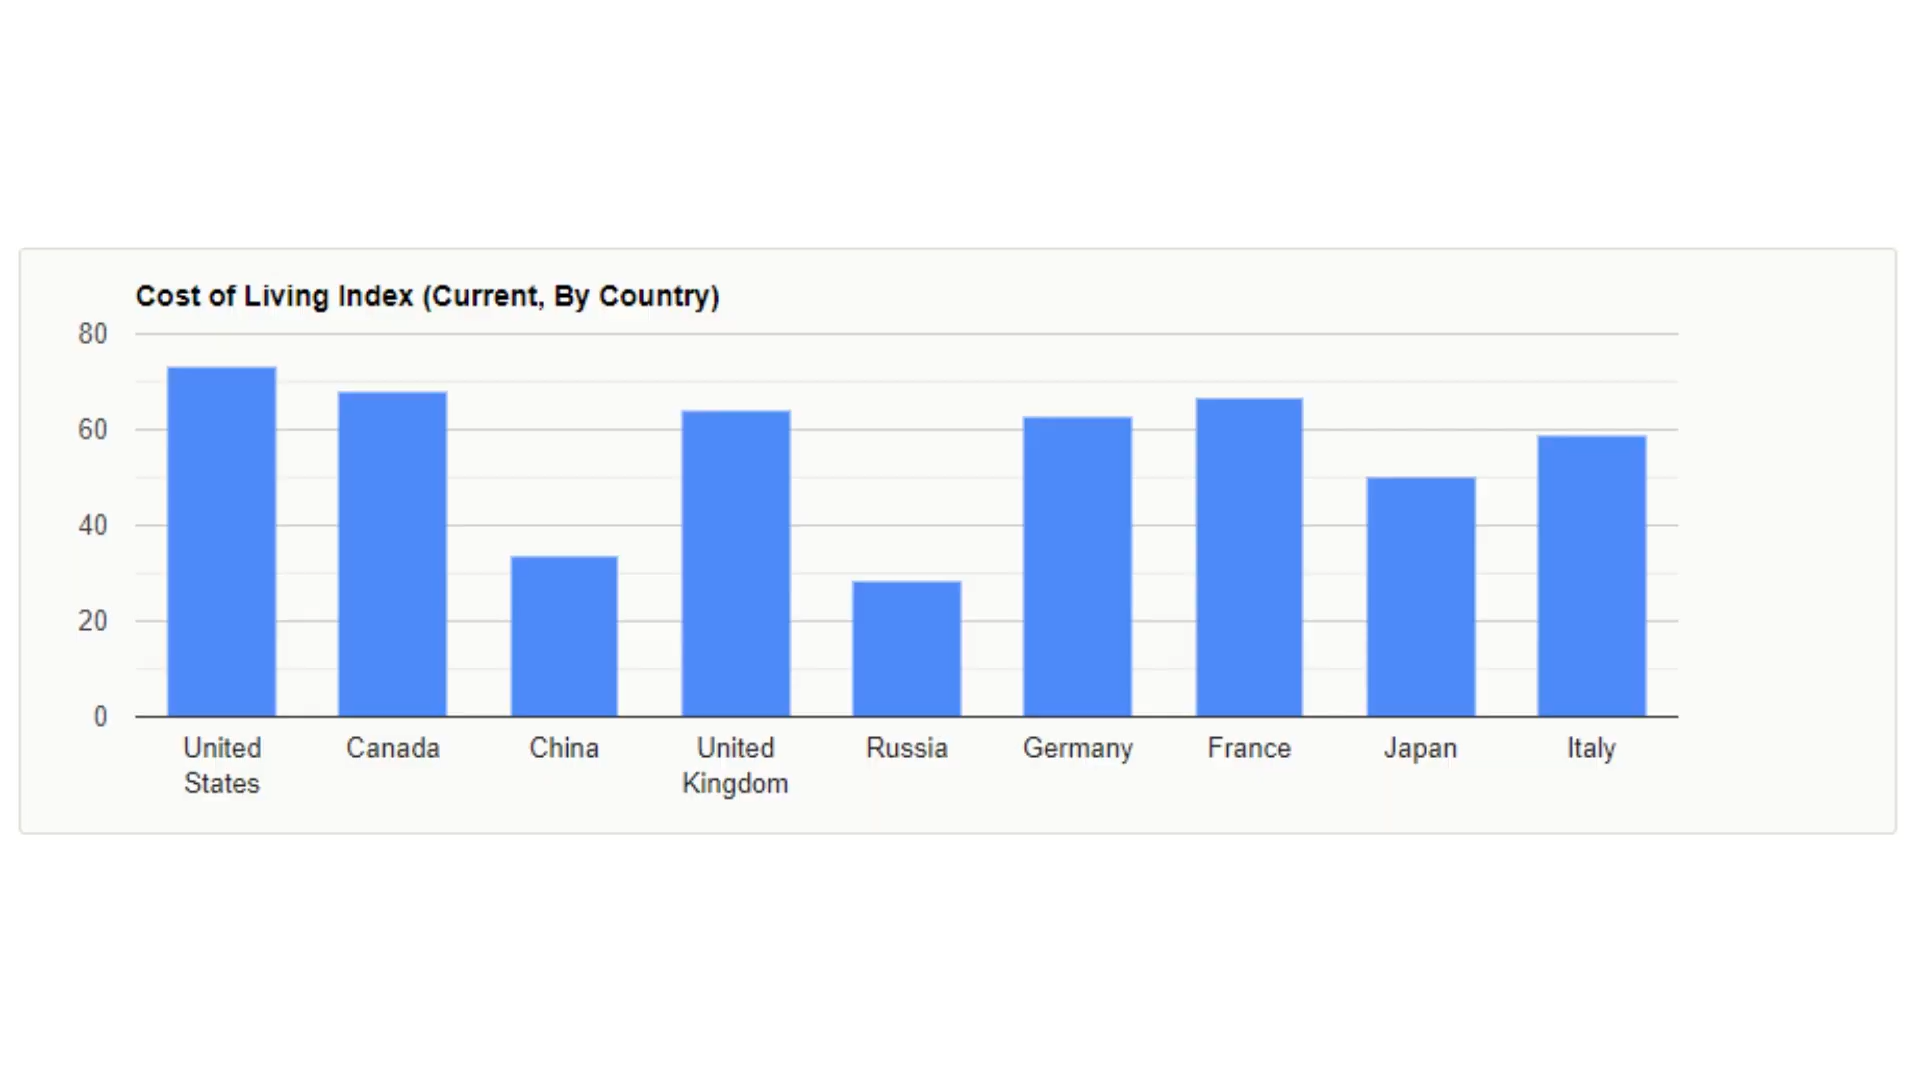 Cost of Living Index (Current, By Country)
80
60
40
20
0
United States
Canada
China
United Kingdom
Russia
Germany
France
Japan
Italy